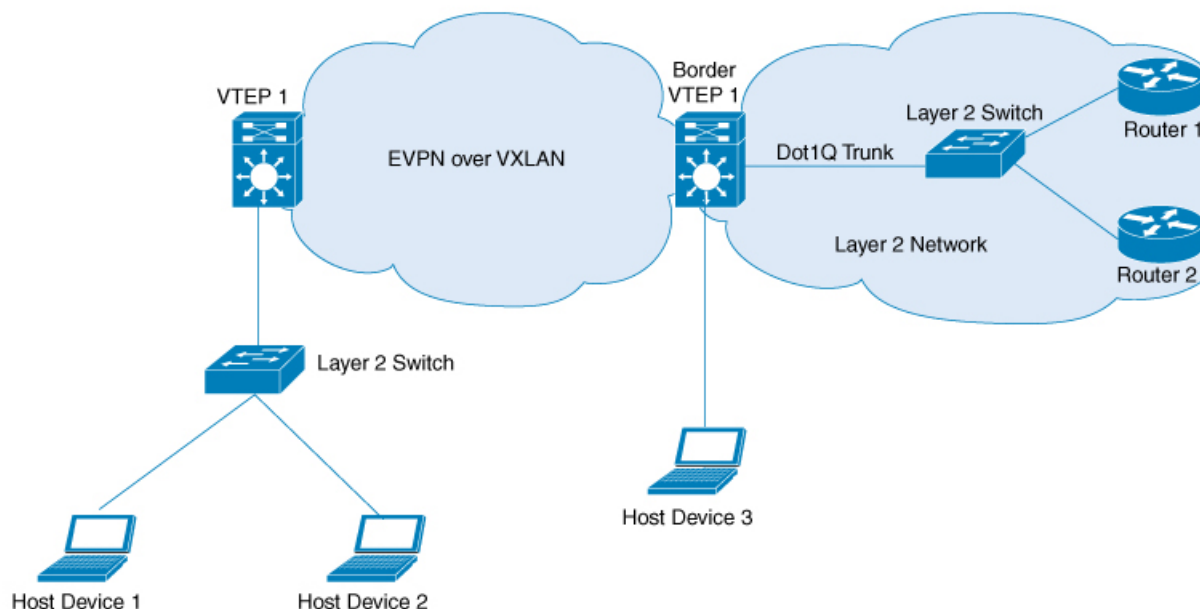 VTEP 1
Border
VTEP 1
EVPN over VXLAN
Dot1Q Trunk
Layer 2 Switch
Router 1
Layer 2 Network
Router 2
Layer 2 Switch
Host Device 3
Host Device 1
Host Device 2